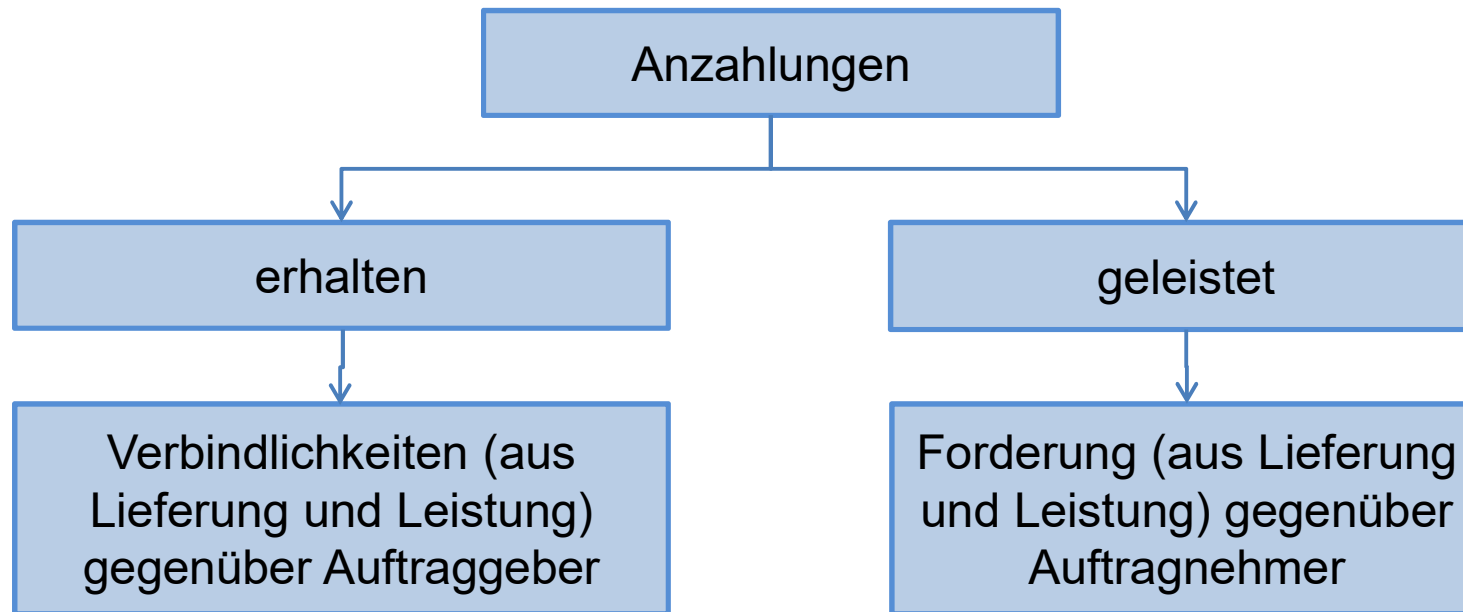 Anzahlungen
erhalten
geleistet
Verbindlichkeiten (aus
Lieferung und Leistung)
gegenüber Auftraggeber
Forderung (aus Lieferung
und Leistung) gegenüber
Auftragnehmer